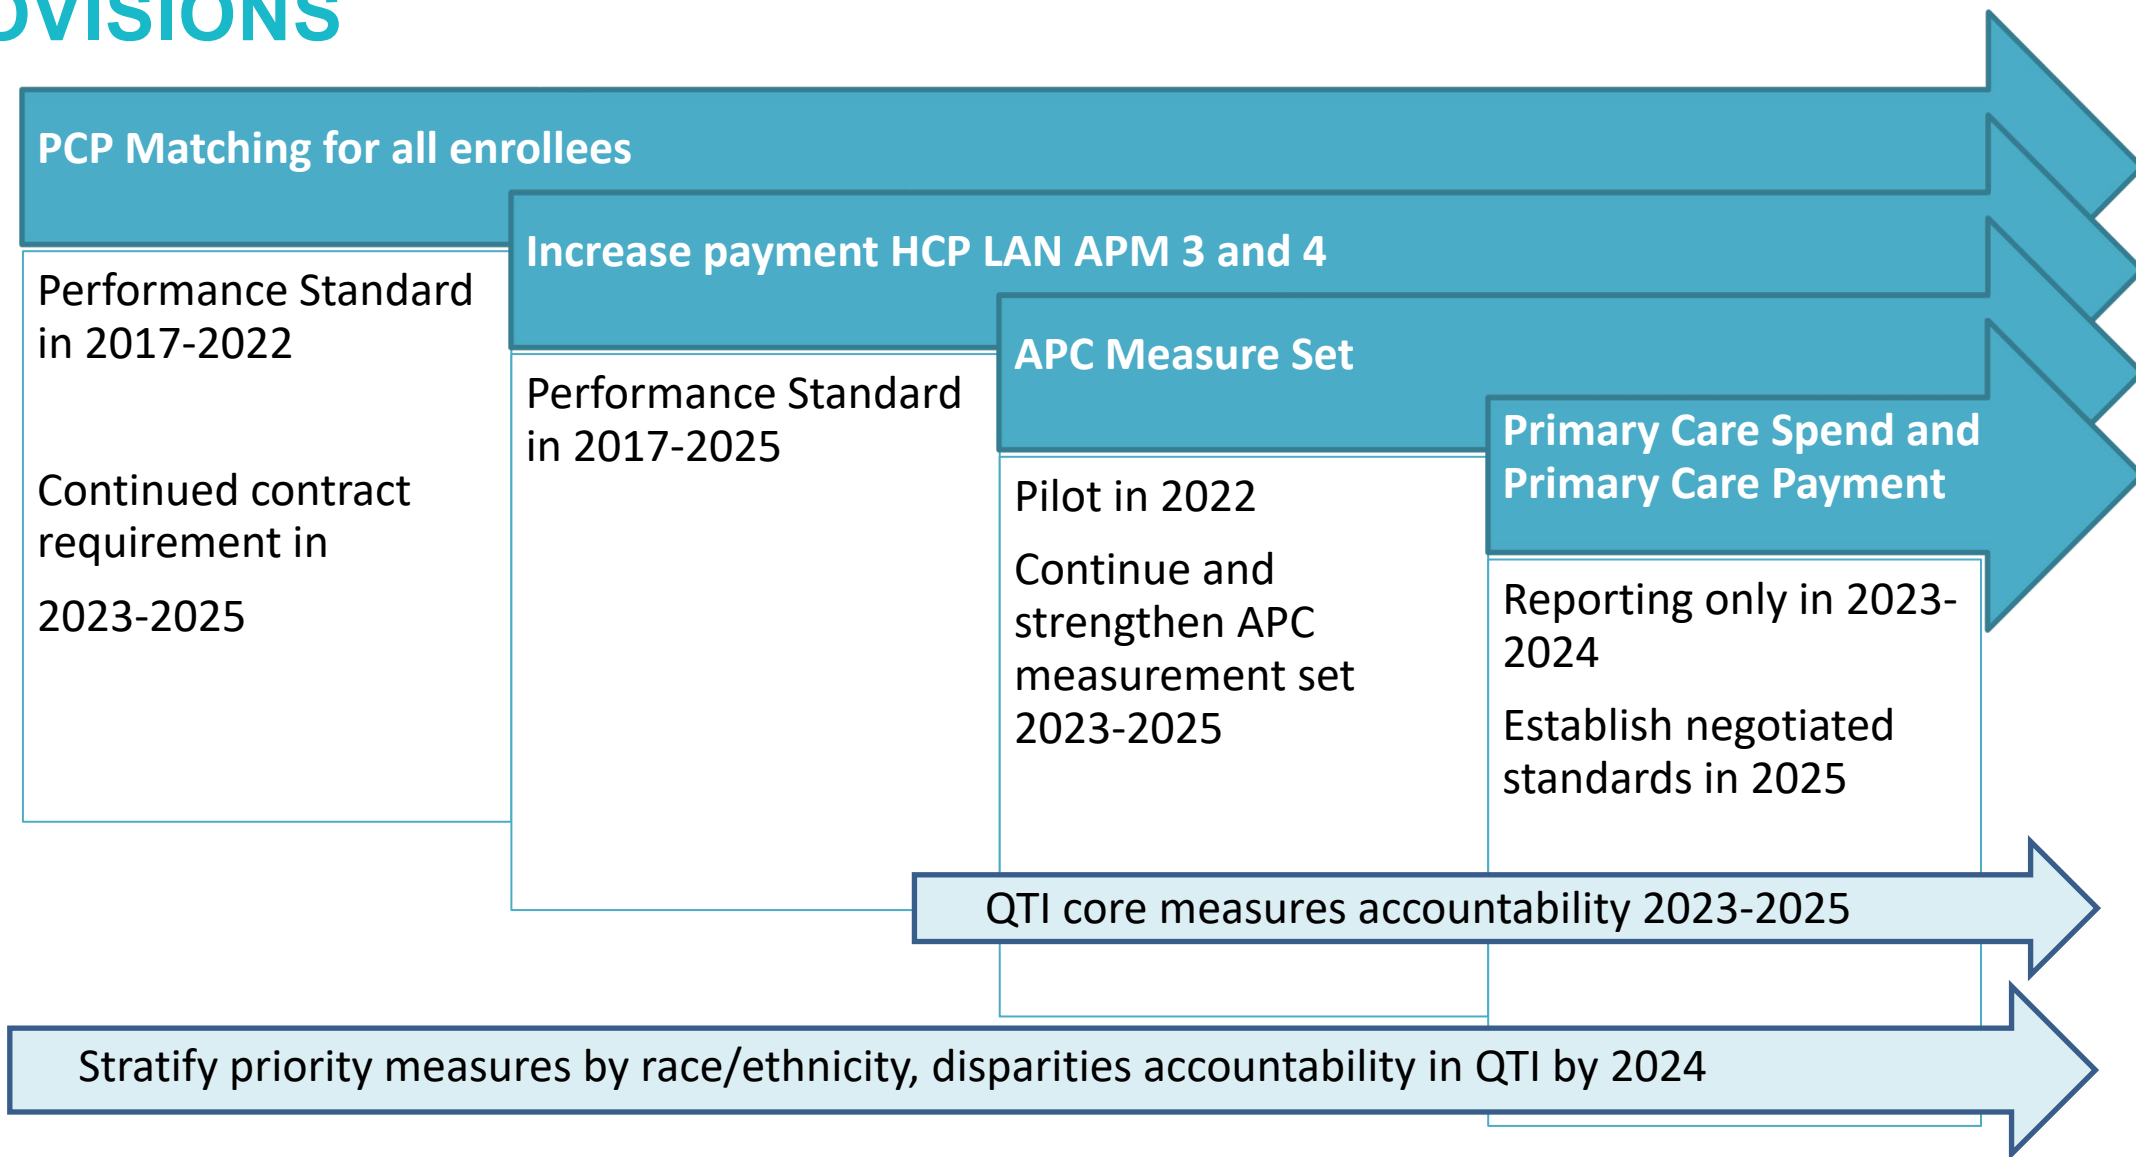 OVISIONS
PCP Matching for all enrollees
Performance Standard
in 2017-2022
Continued contract
requirement in
2023-2025
Increase payment HCP LAN APM 3 and 4
Performance Standard
in 2017-2025
APC Measure Set
Pilot in 2022
Continue and
strengthen APC
measurement set
2023-2025
Primary Care Spend and
Primary Care Payment
Reporting only in 2023-
2024
Establish negotiated
standards in 2025
QTI core measures accountability 2023-2025
Stratify priority measures by race/ethnicity, disparities accountability in QTI by 2024